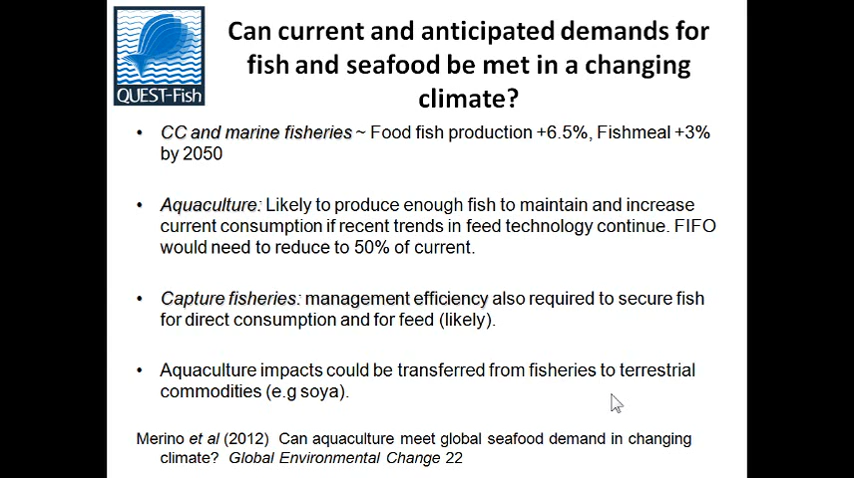 Can current and anticipated demands for
fish and seafood be met in a changing
climate?
QUEST-Fish
• CC and marine fisheries ~ Food fish production +6.5%, Fishmeal +3%
by 2050
• Aquaculture: Likely to produce enough fish to maintain and increase
current consumption if recent trends in feed technology continue. FIFO
would need to reduce to 50% of current.
• Capture fisheries: management efficiency also required to secure fish
for direct consumption and for feed (likely).
• Aquaculture impacts could be transferred from fisheries to terrestrial
commodities (e.g soya).
Merino et al (2012) Can aquaculture meet global seafood demand in changing
climate? Global Environmental Change 22